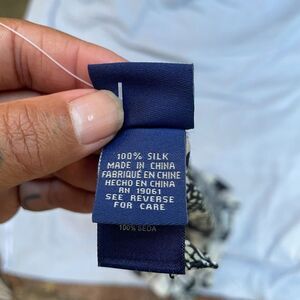 100% SILK
MADE IN CHINA
FABRIQUÉ EN CHINE
HECHO EN CHINA
RN 19061
SEE REVERSE
FOR CARE
100% SEDA